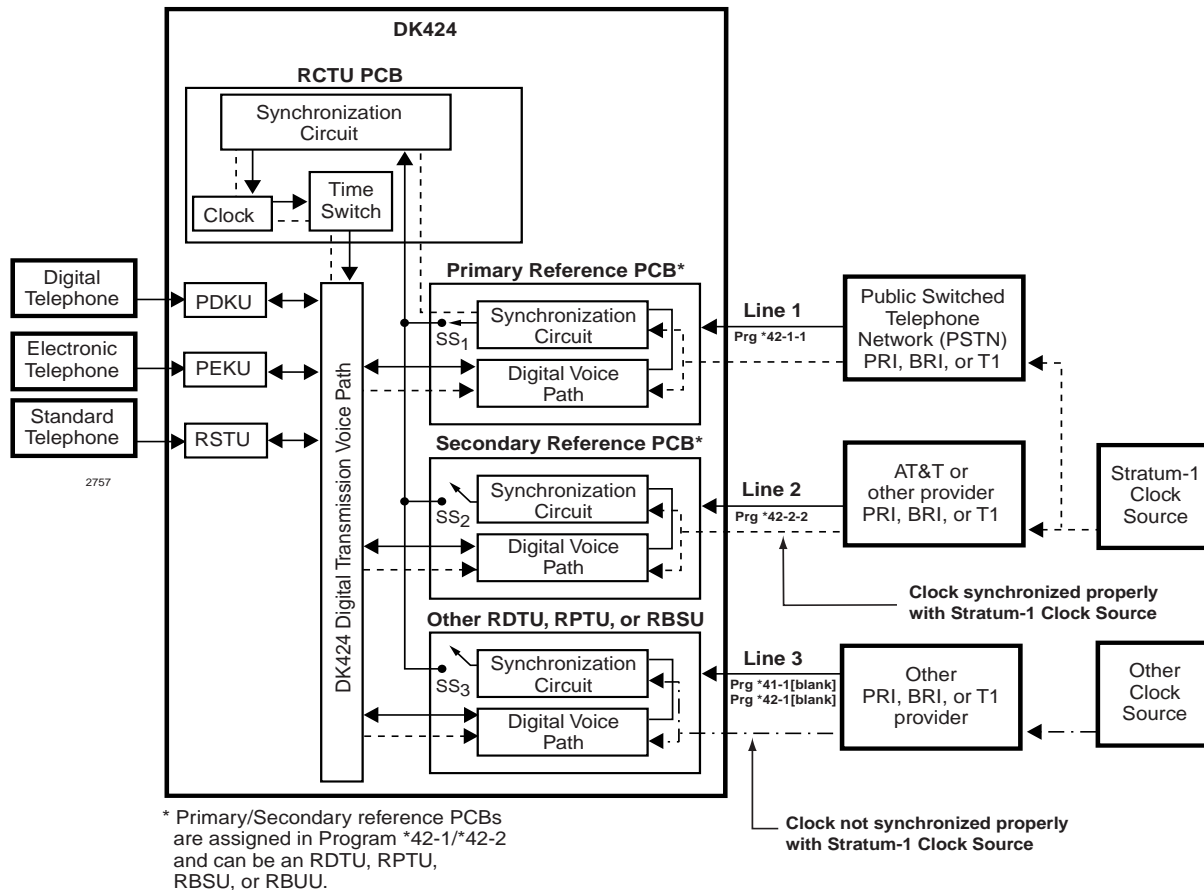 DK424
RCTU PCB
Synchronization
Circuit
Clock
Time
Switch
Digital
Telephone
Electronic
Telephone
Standard
Telephone
2757
PDKU
PEKU
RSTU
DK424 Digital Transmission Voice Path
Primary Reference PCB*
SS1
Synchronization
Circuit
Digital Voice
Path
Line 1
Prg *42-1-1
Public Switched
Telephone
Network (PSTN)
PRI, BRI, or T1
Secondary Reference PCB*
SS2
Synchronization
Circuit
Digital Voice
Path
Line 2
Prg *42-2-2
AT&T or
other provider
PRI, BRI, or T1
Stratum-1
Clock
Source
Clock synchronized properly
with Stratum-1 Clock Source
Other RDTU, RPTU, or RBSU
SS3
Synchronization
Circuit
Digital Voice
Path
Line 3
Prg *41-1[blank]
Prg *42-1[blank]
Other
PRI, BRI, or T1
provider
Other
Clock
Source
Clock not synchronized properly
with Stratum-1 Clock Source
* Primary/Secondary reference PCBs
are assigned in Program *42-1/*42-2
and can be an RDTU, RPTU,
RBSU, or RBUU.